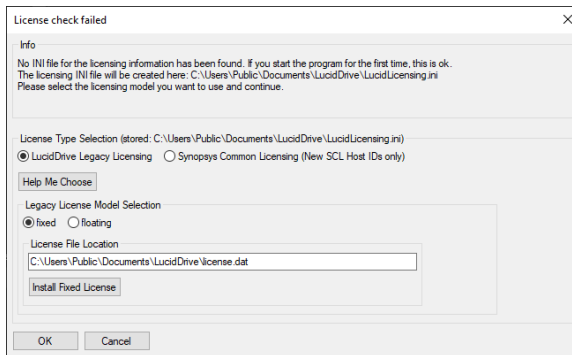 License check failed
Info
No INI file for the licensing information has been found. If you start the program for the first time, this is ok.
The licensing INI file will be created here: C:\Users\Public\Documents\LucidDrive\LucidLicensing.ini
Please select the licensing model you want to use and continue.
License Type Selection (stored: C:\Users\Public\Documents\LucidDrive\LucidLicensing.ini)
LucidDrive Legacy Licensing Synopsys Common Licensing (New SCL Host IDs only)
Help Me Choose
Legacy License Model Selection
fixed floating
License File Location
C:\Users\Public\Documents\LucidDrive\license.dat
Install Fixed License
OK Cancel